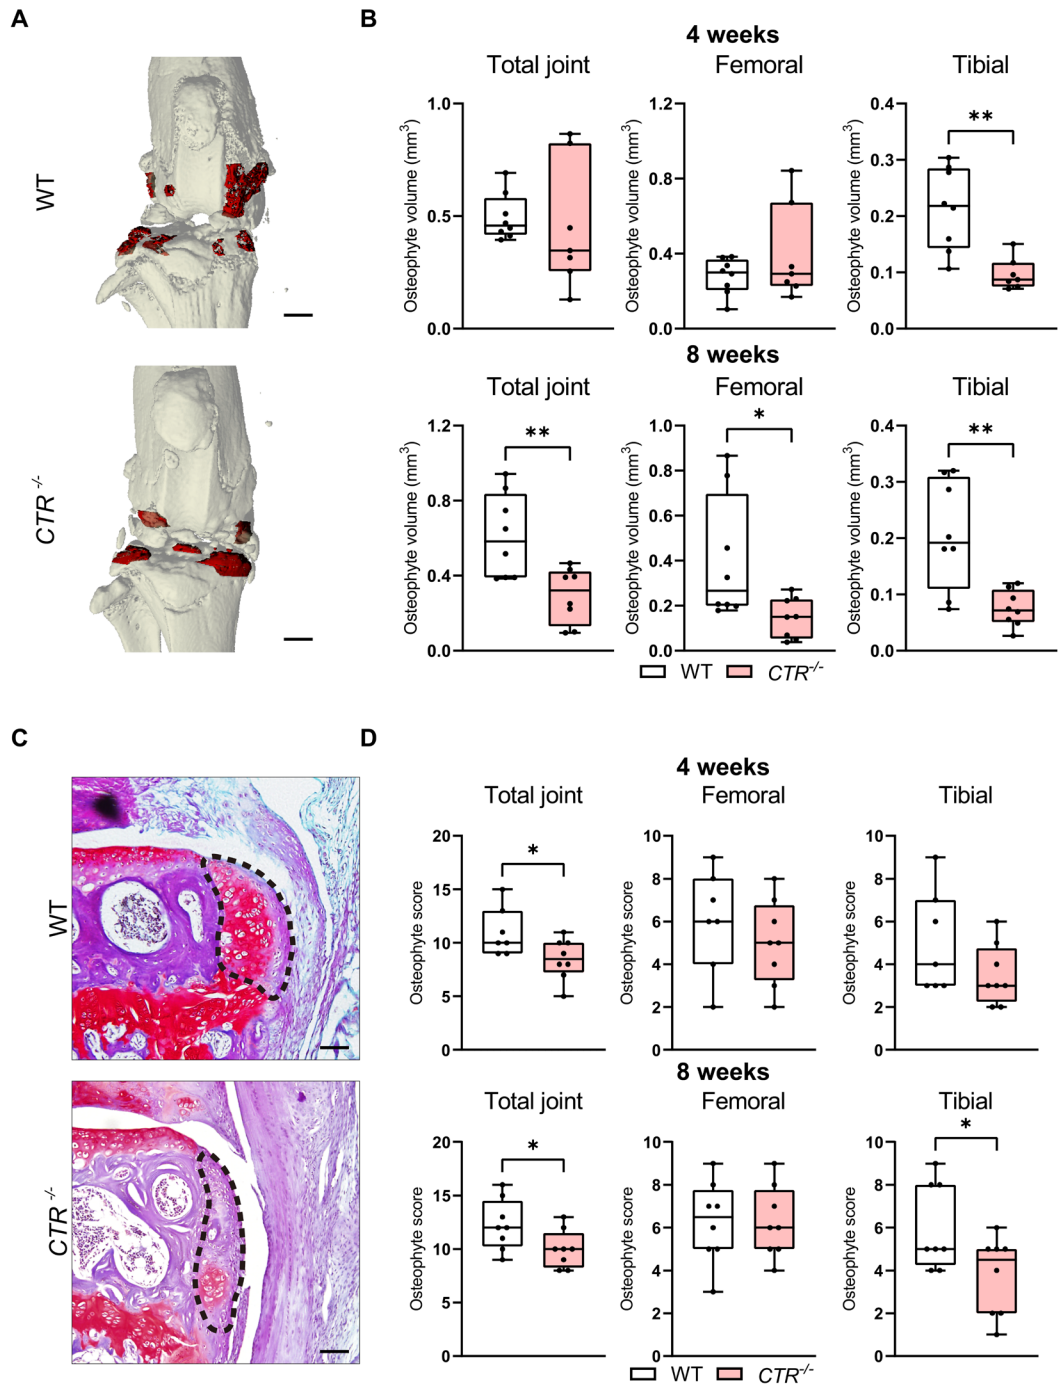 A
B
4 weeks
Total joint
Femoral
Tibial
WT
Osteophyte volume (mm³)
1.0
0.5
0.0
Osteophyte volume (mm³)
1.2
0.8
0.4
0.0
Osteophyte volume (mm³)
0.4
0.3
0.2
0.1
0.0
**
8 weeks
Total joint
Femoral
Tibial
CTR-/-
Osteophyte volume (mm³)
1.2
0.8
0.4
0.0
**
Osteophyte volume (mm³)
1.0
0.8
0.6
0.4
0.2
0.0
*
Osteophyte volume (mm³)
0.4
0.3
0.2
0.1
0.0
**
WT CTR-/-
C
D
4 weeks
Total joint
Femoral
Tibial
WT
Osteophyte score
20
15
10
5
0
*
Osteophyte score
10
8
6
4
2
0
Osteophyte score
10
8
6
4
2
0
8 weeks
Total joint
Femoral
Tibial
CTR-/-
Osteophyte score
20
15
10
5
0
*
Osteophyte score
10
8
6
4
2
0
Osteophyte score
10
8
6
4
2
0
*
WT CTR-/-